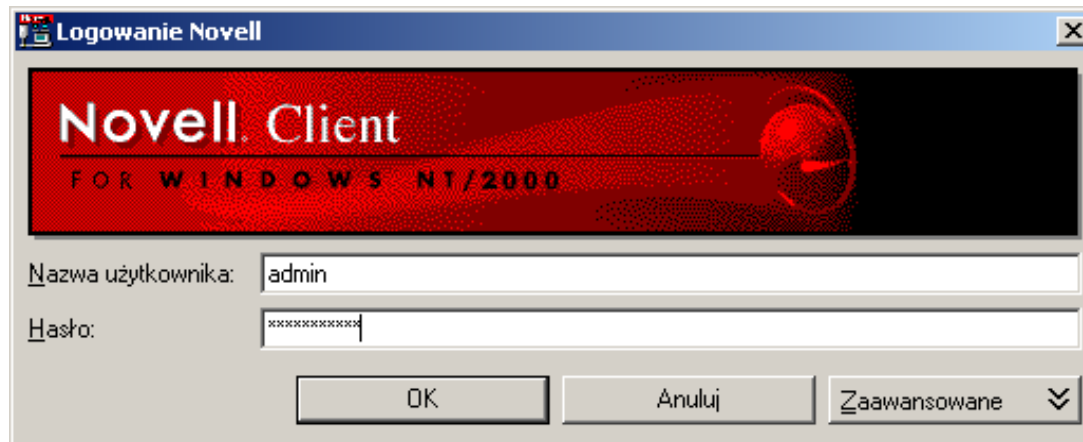 Logowanie Novell
Novell. Client
FOR WINDOWS NT/2000
Nazwa użytkownika: admin
Hasło: ***********
OK Anuluj Zaawansowane